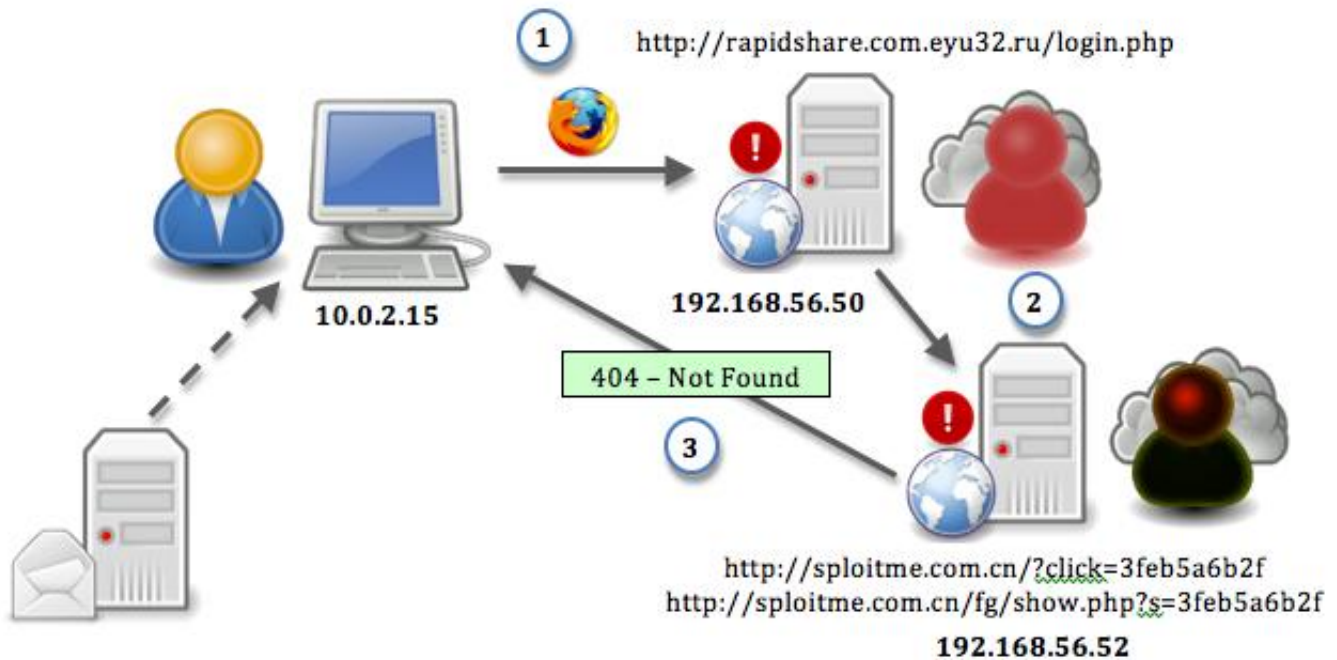 1
http://rapidshare.com.eyu32.ru/login.php
!
10.0.2.15
192.168.56.50
2
404 – Not Found
!
3
http://sploitme.com.cn/?click=3feb5a6b2f
http://sploitme.com.cn/fg/show.php?s=3feb5a6b2f
192.168.56.52